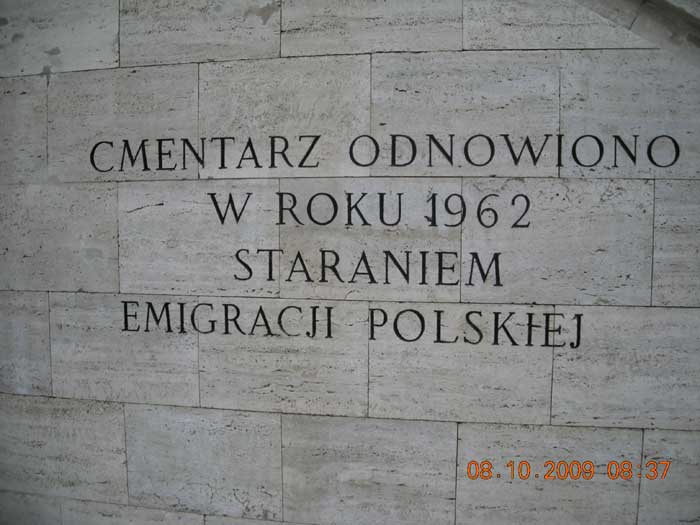 CMENTARZ ODNOWIONO
W ROKU 1962
STARANIEM
EMIGRACJI POLSKIEJ
08.10.2009 08:37